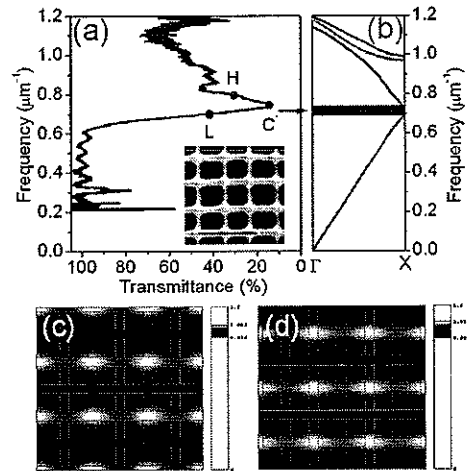 (a)
(b)
Frequency (μm⁻¹)
1.2
1.0
0.8
0.6
0.4
0.2
0.0
H
L
C
100
80
60
40
20
0
Transmittance (%)
1.2
1.0
0.8
0.6
0.4
0.2
0.0
Frequency (μm⁻¹)
Γ
X
(c)
(d)